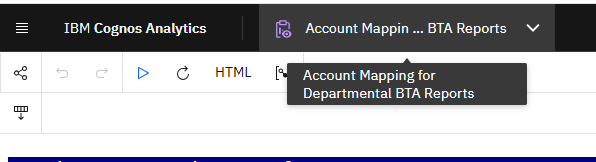 IBM Cognos Analytics
Account Mappin ... BTA Reports
HTML
Account Mapping for
Departmental BTA Reports